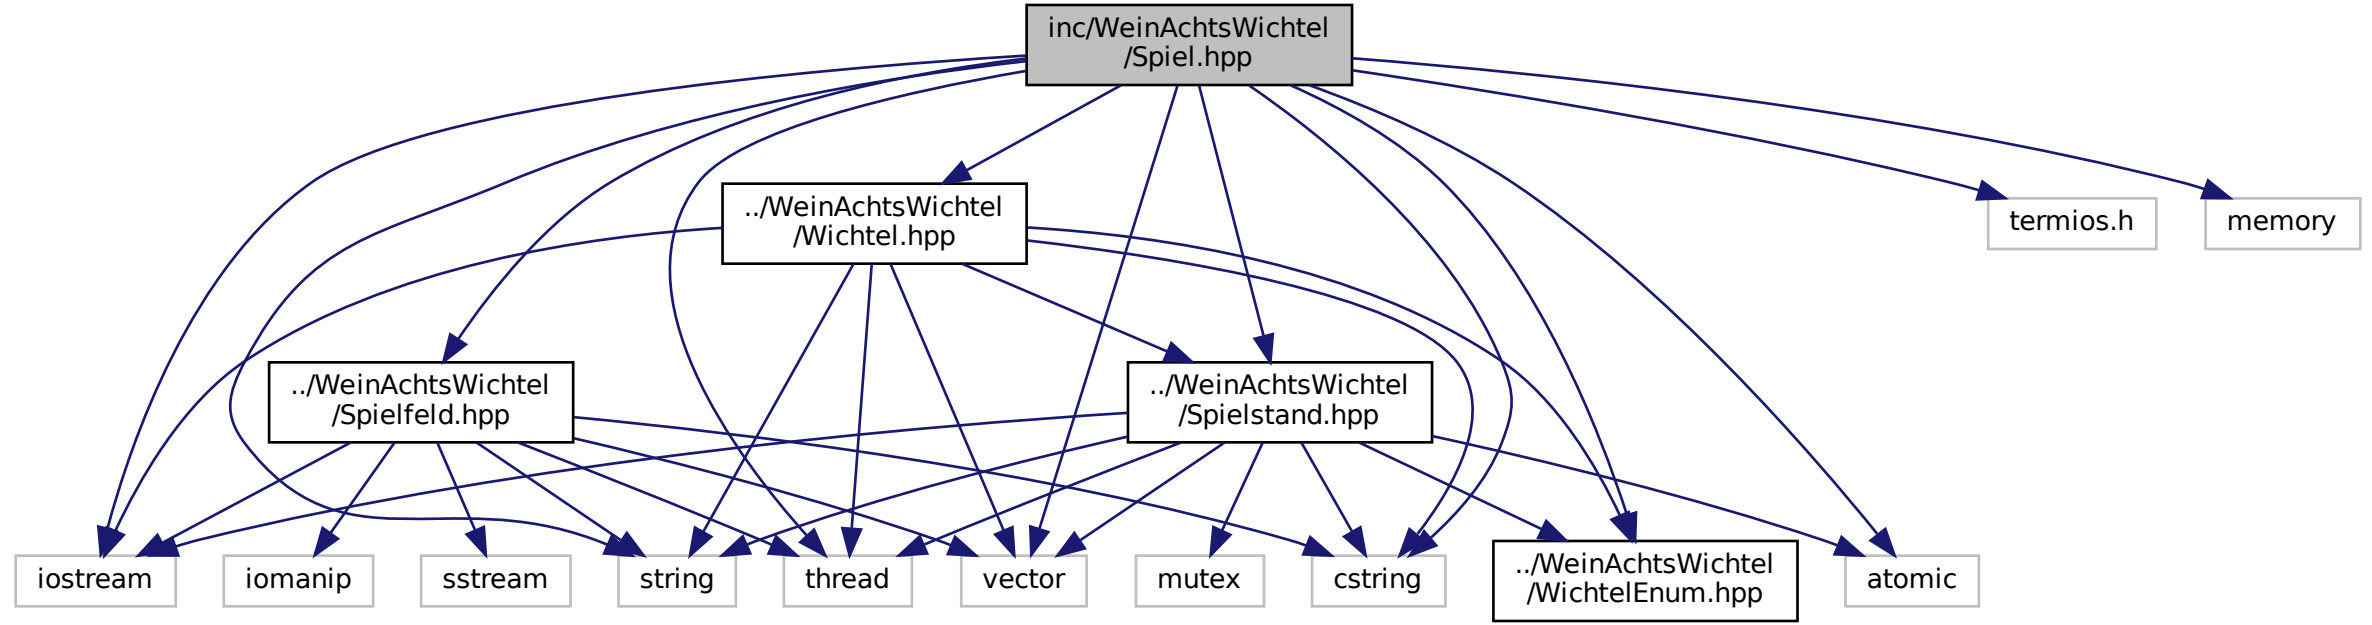 inc/WeinAchtsWichtel
/Spiel.hpp
../WeinAchtsWichtel
/Wichtel.hpp
termios.h
memory
../WeinAchtsWichtel
/Spielfeld.hpp
../WeinAchtsWichtel
/Spielstand.hpp
iostream
iomanip
sstream
string
thread
vector
mutex
cstring
../WeinAchtsWichtel
/WichtelEnum.hpp
atomic